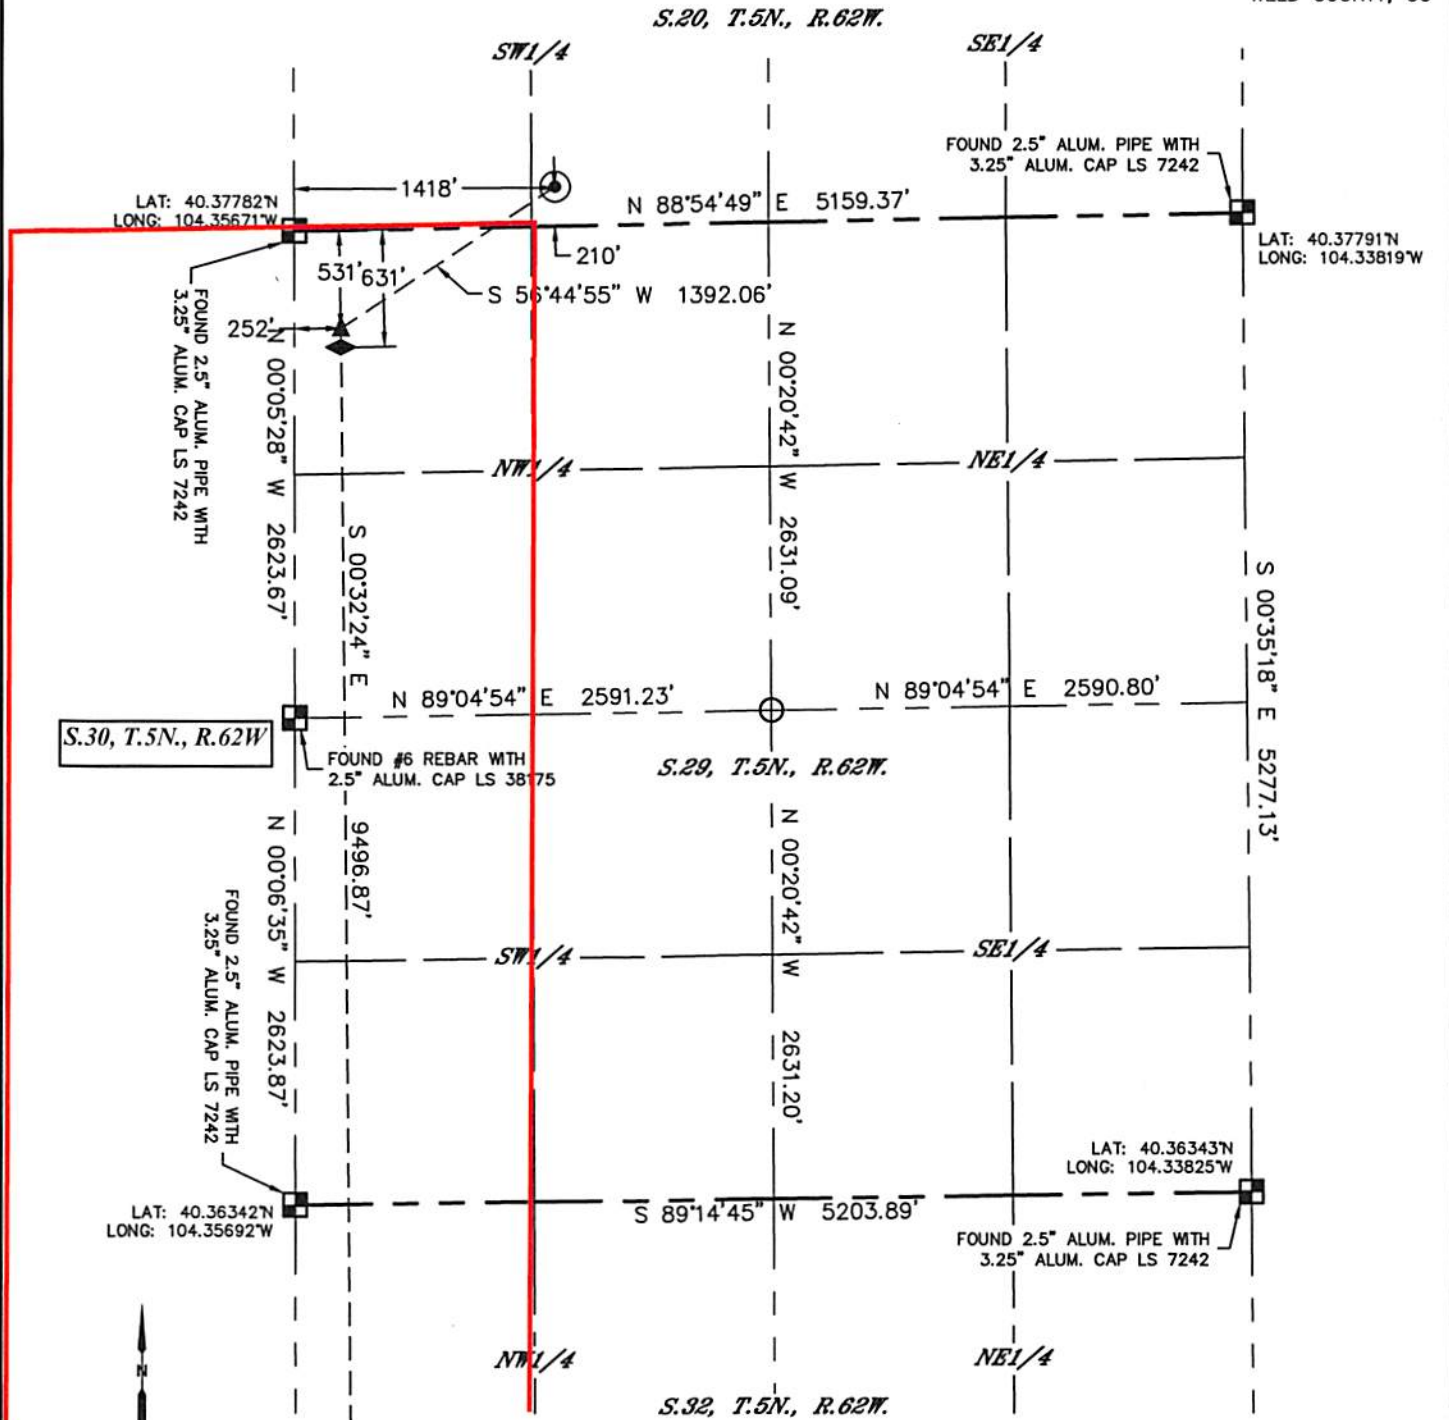 S.20, T.5N., R.62W.
SW1/4
SE1/4
FOUND 2.5" ALUM. PIPE WITH
3.25" ALUM. CAP LS 7242
LAT: 40.37782°N
LONG: 104.35671°W
1418'
N 88°54'49" E 5159.37'
LAT: 40.37791°N
LONG: 104.33819°W
210'
531'
631'
S 56°44'55" W 1392.06'
252'
FOUND 2.5" ALUM. PIPE WITH
3.25" ALUM. CAP LS 7242
N 00°05'28" W 2623.67'
N 00°20'42" W 2631.09'
NW1/4
NE1/4
S 00°32'24" E 9496.87'
S 00°35'18" E 5277.13'
N 89°04'54" E 2591.23'
N 89°04'54" E 2590.80'
S.30, T.5N., R.62W
FOUND #6 REBAR WITH
2.5" ALUM. CAP LS 38175
S.29, T.5N., R.62W.
N 00°06'35" W 2623.87'
N 00°20'42" W 2631.20'
FOUND 2.5" ALUM. PIPE WITH
3.25" ALUM. CAP LS 7242
SW1/4
SE1/4
LAT: 40.36343°N
LONG: 104.33825°W
LAT: 40.36342°N
LONG: 104.35692°W
S 89°14'45" W 5203.89'
FOUND 2.5" ALUM. PIPE WITH
3.25" ALUM. CAP LS 7242
N
NW1/4
NE1/4
S.32, T.5N., R.62W.